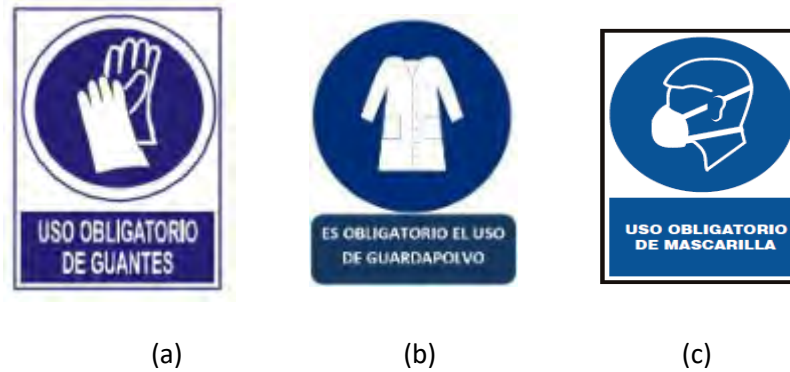 USO OBLIGATORIO
DE GUANTES
ES OBLIGATORIO EL USO
DE GUARDAPOLVO
USO OBLIGATORIO
DE MASCARILLA
(a)
(b)
(c)